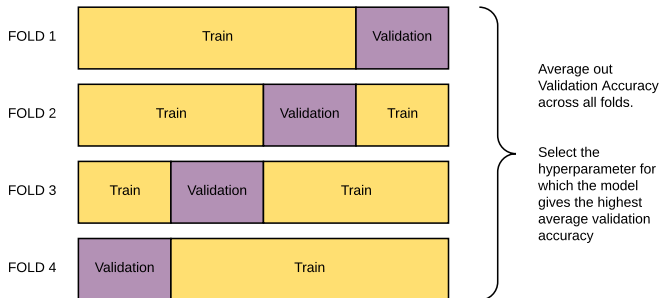 FOLD 1
Train
Validation
FOLD 2
Train
Validation
Train
FOLD 3
Train
Validation
Train
FOLD 4
Validation
Train
Average out
Validation Accuracy
across all folds.
Select the
hyperparameter for
which the model
gives the highest
average validation
accuracy